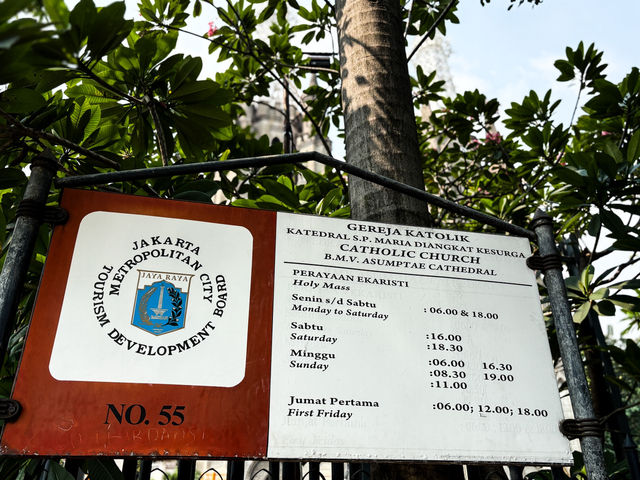 JAKARTA
METROPOLITAN CITY
TOURISM DEVELOPMENT BOARD
JAYA RAYA
NO. 55
GEREJA KATOLIK
KATEDRAL S.P. MARIA DIANGKAT KESURGA
CATHOLIC CHURCH
B.M.V. ASUMPTAE CATHEDRAL
PERAYAAN EKARISTI
Holy Mass
Senin s/d Sabtu : 06.00 & 18.00
Monday to Saturday
Sabtu :16.00
Saturday :18.30
Minggu :06.00 16.30
Sunday :08.30 19.00
:11.00
Jumat Pertama :06.00; 12.00; 18.00
First Friday